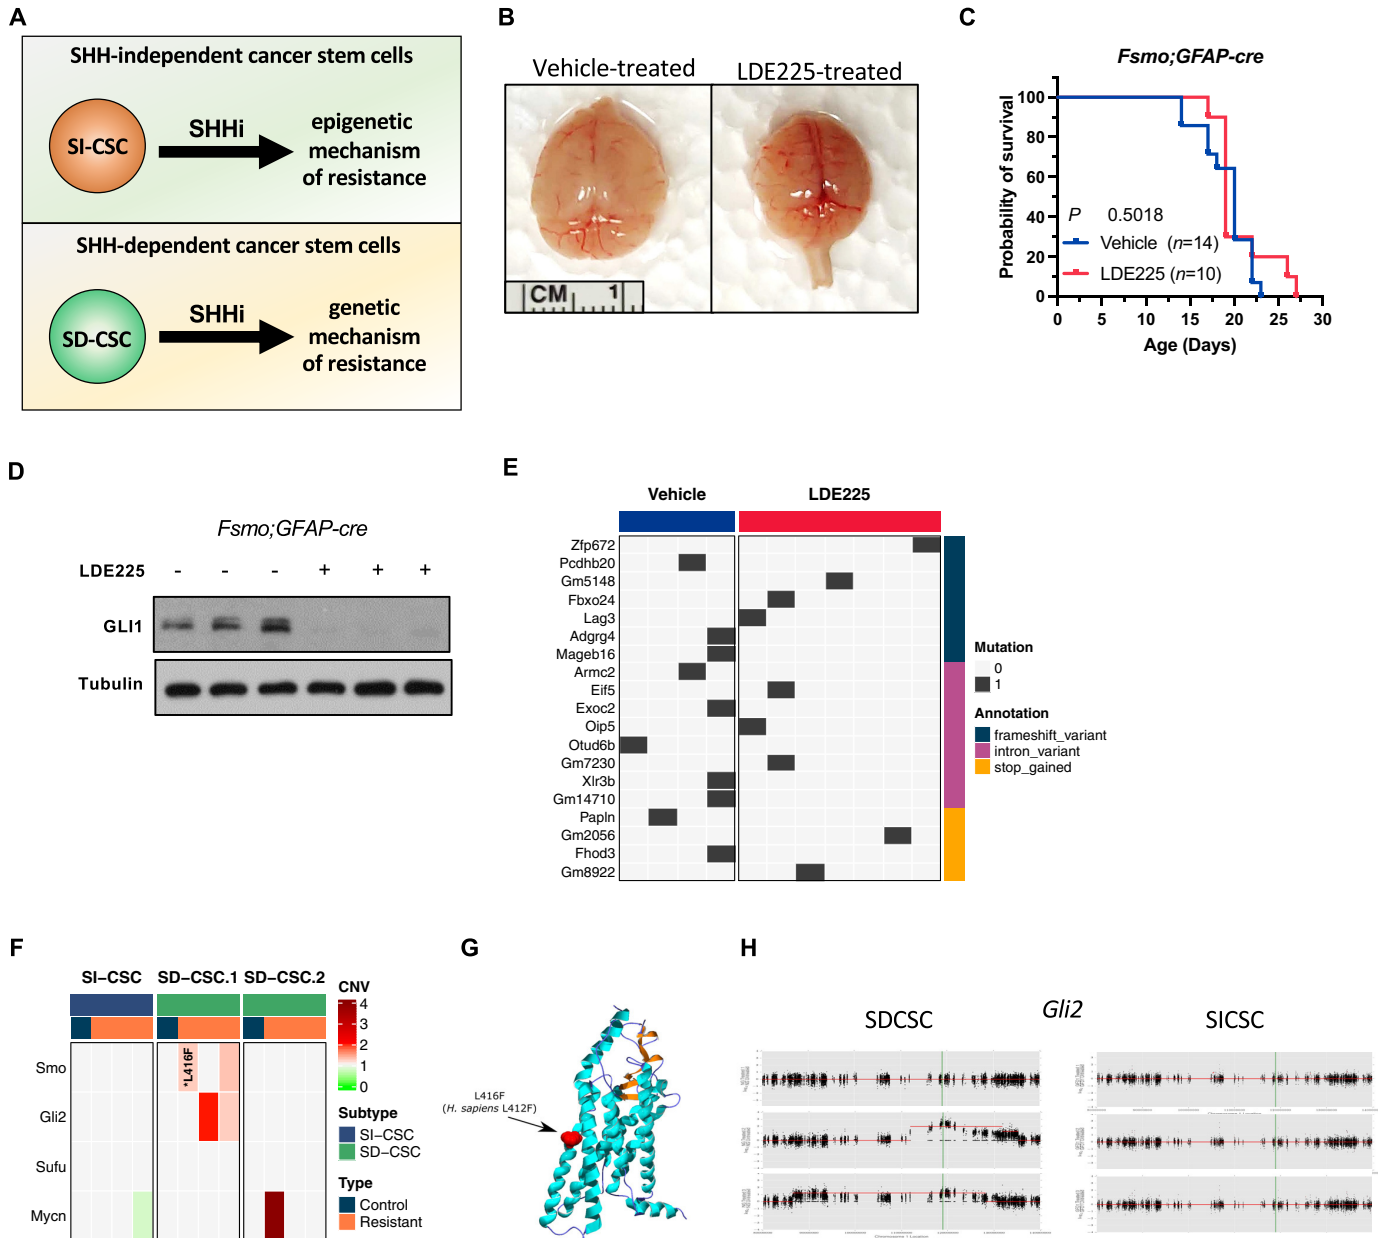 A
SHH-independent cancer stem cells
SI-CSC
SHHi
epigenetic
mechanism
of resistance
SHH-dependent cancer stem cells
SD-CSC
SHHi
genetic
mechanism
of resistance
B
Vehicle-treated
LDE225-treated
CM 1
C
Fsmo;GFAP-cre
Probability of survival
100
80
60
40
20
0
P 0.5018
Vehicle (n=14)
LDE225 (n=10)
0 5 10 15 20 25 30
Age (Days)
D
Fsmo;GFAP-cre
LDE225 - - - + + +
GLI1
Tubulin
E
Vehicle LDE225
Zfp672
Pcdhb20
Gm5148
Fbxo24
Lag3
Adgrg4
Mageb16
Armc2
Eif5
Exoc2
Oip5
Otud6b
Gm7230
Xlr3b
Gm14710
Papln
Gm2056
Fhod3
Gm8922
Mutation
0
1
Annotation
frameshift_variant
intron_variant
stop_gained
F
SI–CSC SD–CSC.1 SD–CSC.2
Smo
Gli2
Sufu
Mycn
*L416F
CNV
4
3
2
1
0
Subtype
SI–CSC
SD–CSC
Type
Control
Resistant
G
L416F
(H. sapiens L412F)
H
Gli2
SDCSC
SICSC